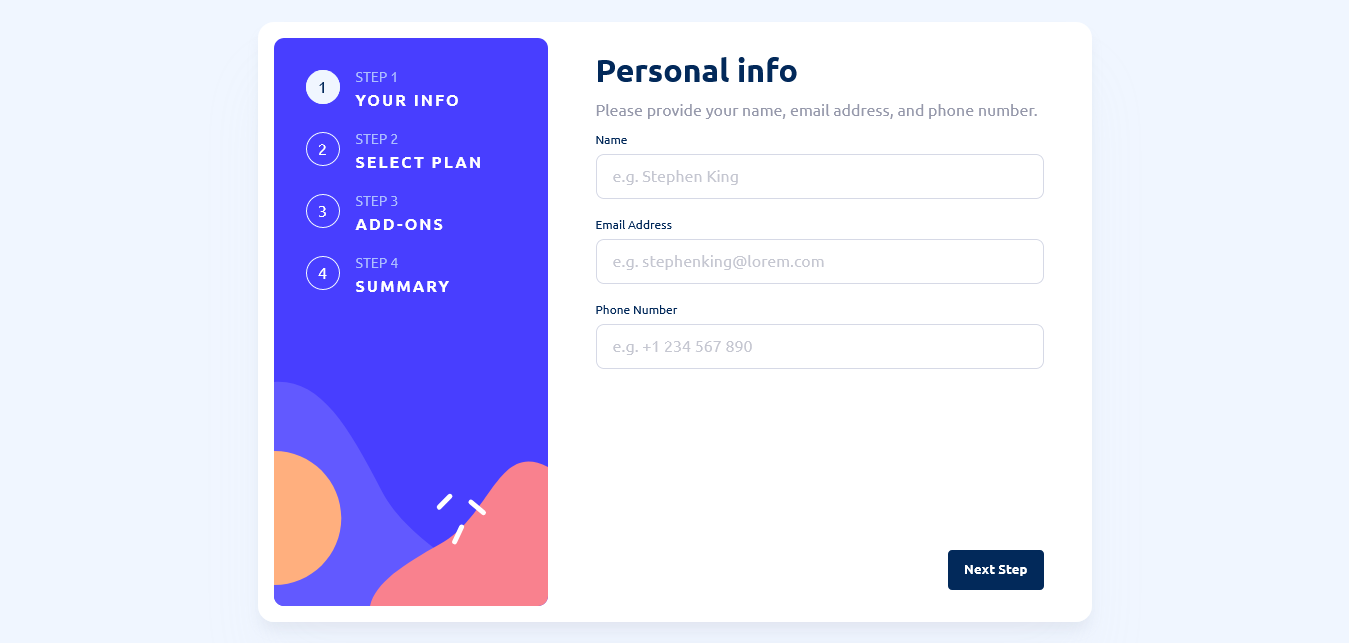 1
STEP 1
YOUR INFO
2
STEP 2
SELECT PLAN
3
STEP 3
ADD-ONS
4
STEP 4
SUMMARY
Personal info
Please provide your name, email address, and phone number.
Name
e.g. Stephen King
Email Address
e.g. stephenking@lorem.com
Phone Number
e.g. +1 234 567 890
Next Step